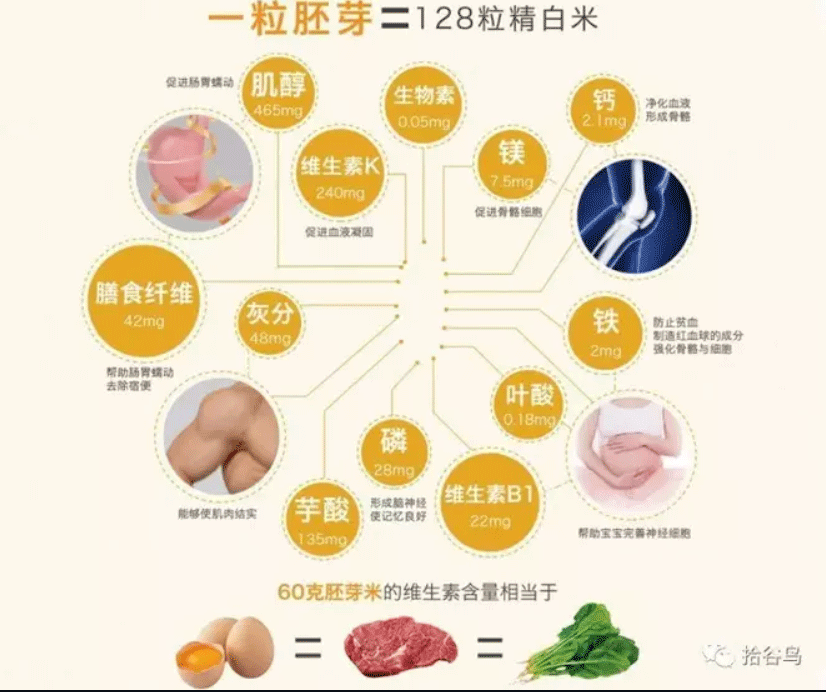 一粒胚芽=128粒精白米
促进肠胃蠕动
肌醇
465mg
生物素
0.05mg
钙
2.1mg
净化血液
形成骨骼
维生素K
240mg
促进血液凝固
镁
7.5mg
促进骨骼细胞
膳食纤维
42mg
帮助肠胃蠕动
去除宿便
灰分
48mg
铁
2mg
防止贫血
制造红血球的成分
强化骨骼与细胞
叶酸
0.18mg
能够使肌肉结实
芋酸
135mg
磷
28mg
形成脑神经
使记忆良好
维生素B1
22mg
帮助宝宝完善神经细胞
60克胚芽米的维生素含量相当于
= =
拾谷鸟